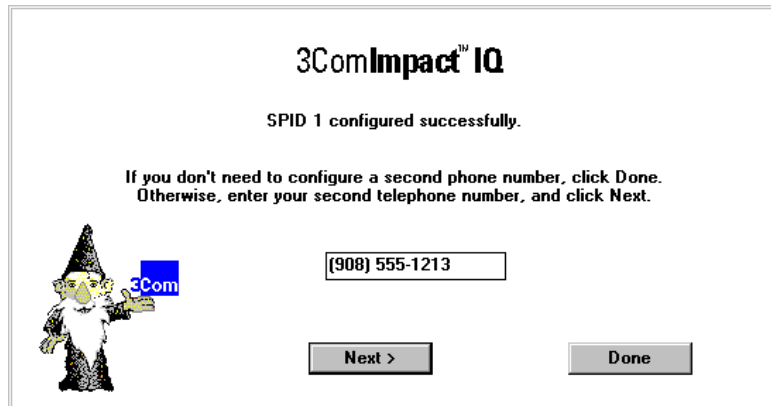 3ComImpact™ IQ
SPID 1 configured successfully.
If you don't need to configure a second phone number, click Done.
Otherwise, enter your second telephone number, and click Next.
(908) 555-1213
3Com
Next >
Done